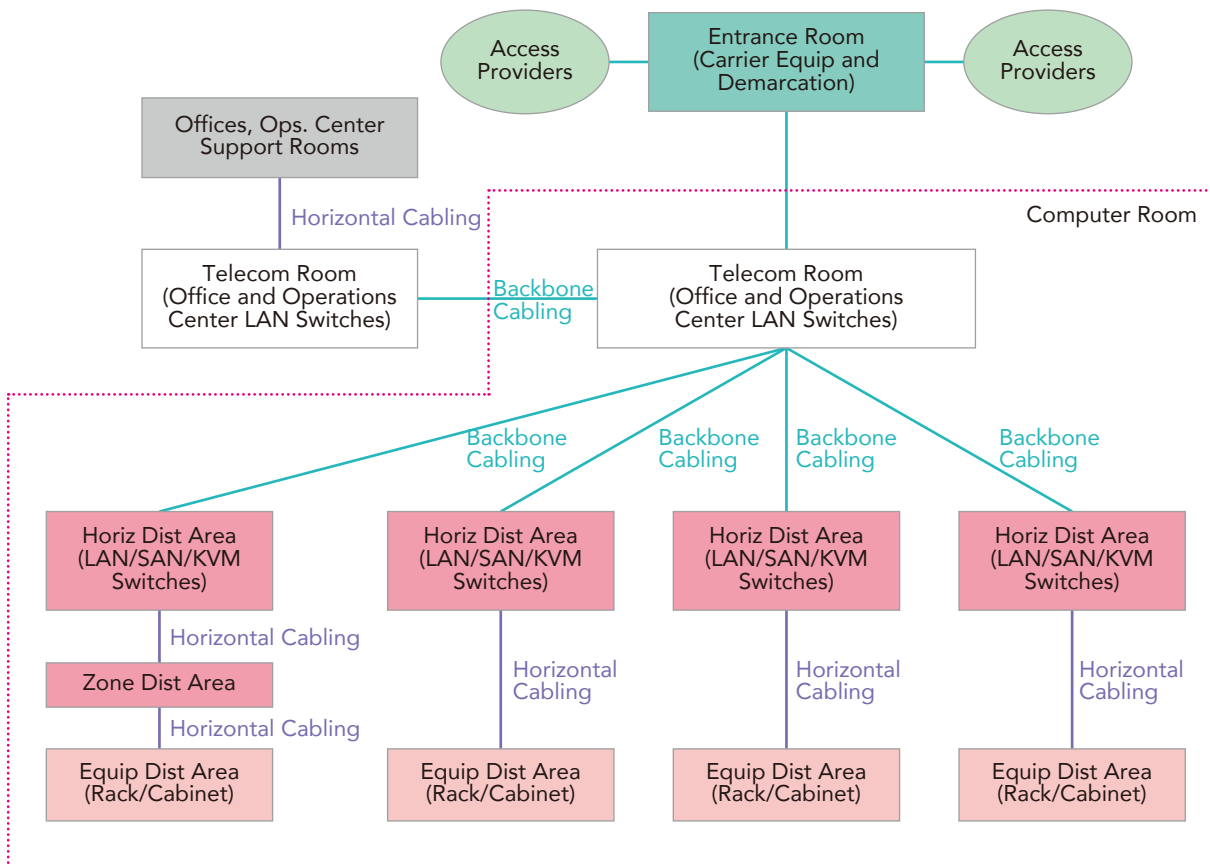 Access
Providers
Entrance Room
(Carrier Equip and
Demarcation)
Access
Providers
Offices, Ops. Center
Support Rooms
Horizontal Cabling
Computer Room
Telecom Room
(Office and Operations
Center LAN Switches)
Backbone
Cabling
Telecom Room
(Office and Operations
Center LAN Switches)
Backbone
Cabling
Backbone
Cabling
Backbone
Cabling
Backbone
Cabling
Horiz Dist Area
(LAN/SAN/KVM
Switches)
Horiz Dist Area
(LAN/SAN/KVM
Switches)
Horiz Dist Area
(LAN/SAN/KVM
Switches)
Horiz Dist Area
(LAN/SAN/KVM
Switches)
Horizontal Cabling
Zone Dist Area
Horizontal Cabling
Horizontal
Cabling
Horizontal
Cabling
Horizontal
Cabling
Equip Dist Area
(Rack/Cabinet)
Equip Dist Area
(Rack/Cabinet)
Equip Dist Area
(Rack/Cabinet)
Equip Dist Area
(Rack/Cabinet)